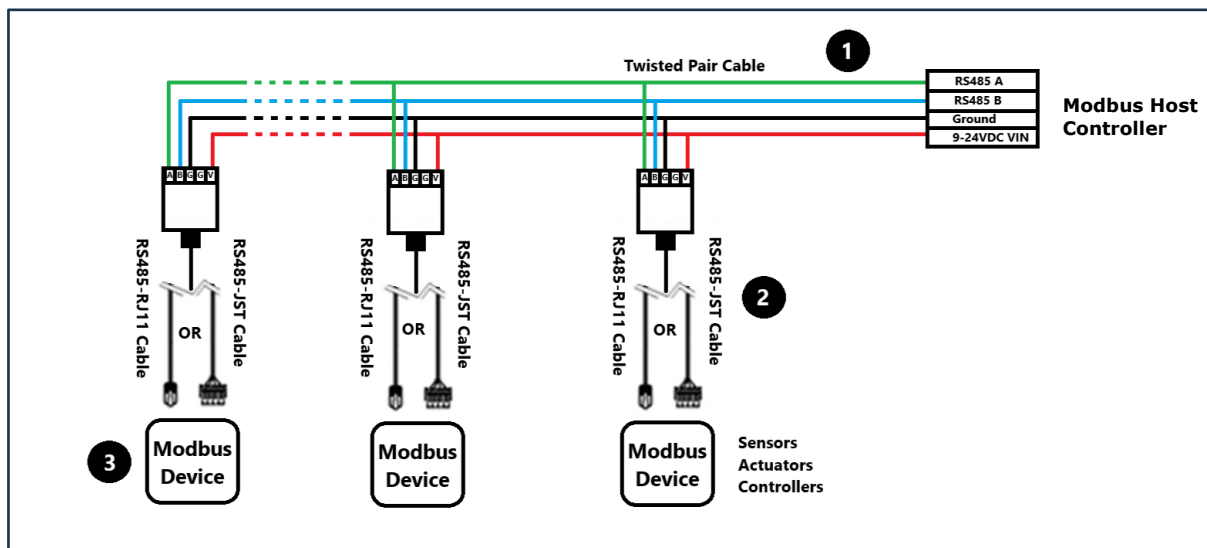 1
Twisted Pair Cable
RS485 A
RS485 B
Ground
9-24VDC VIN
Modbus Host
Controller
A B G G V
A B G G V
A B G G V
RS485-RJ11 Cable
RS485-JST Cable
RS485-RJ11 Cable
RS485-JST Cable
RS485-RJ11 Cable
RS485-JST Cable
2
OR
OR
OR
3
Modbus
Device
Modbus
Device
Modbus
Device
Sensors
Actuators
Controllers